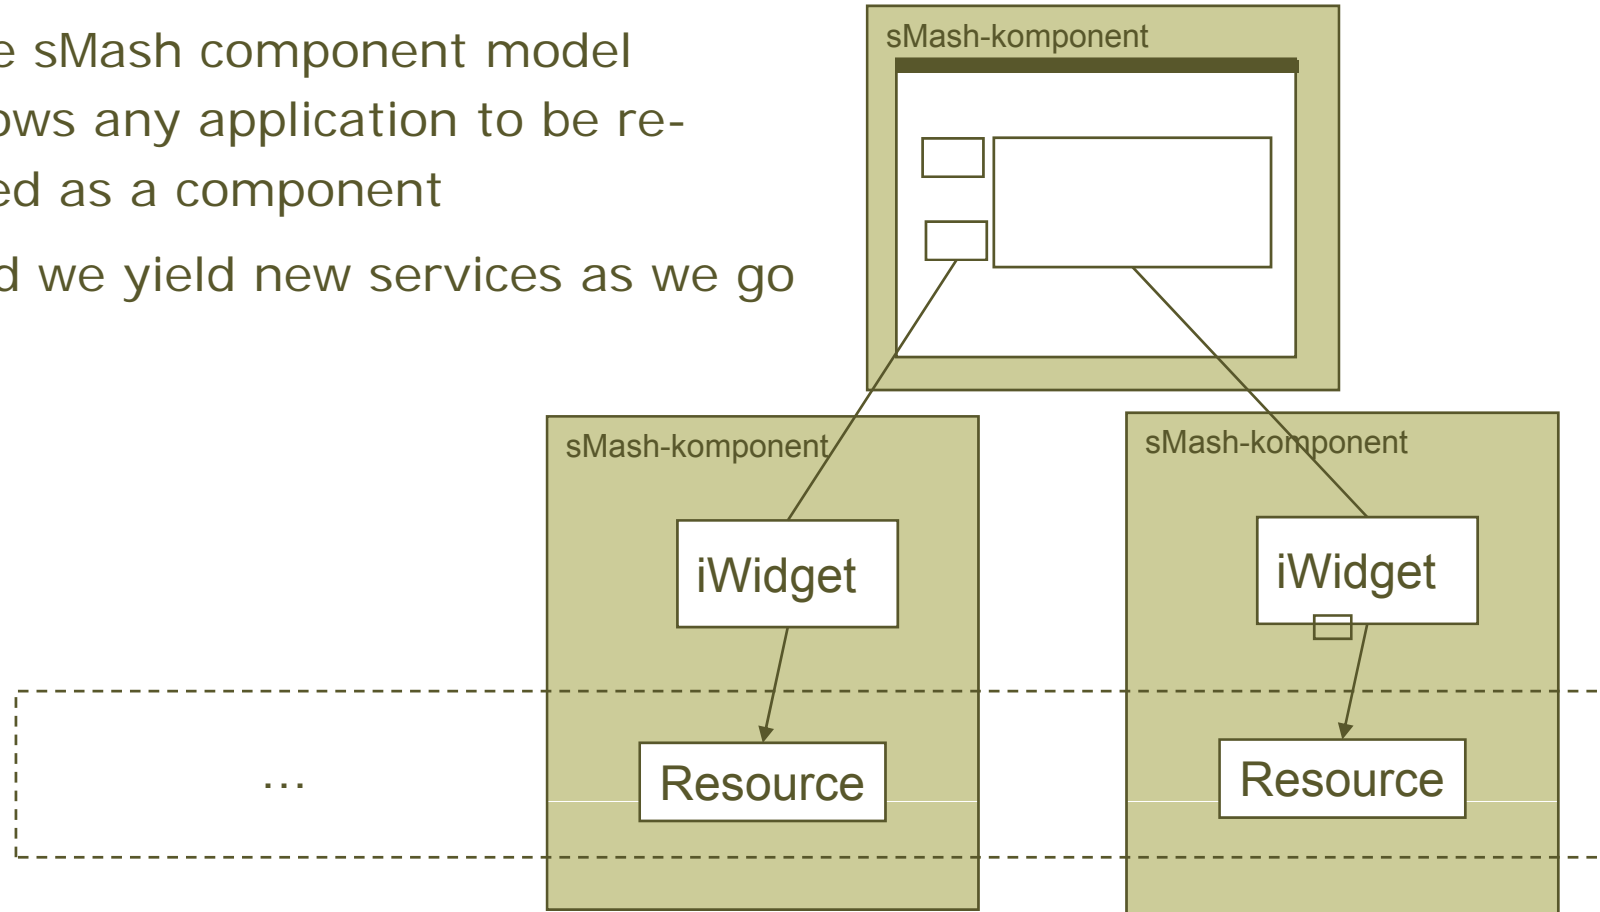 e sMash component model
ows any application to be re-
ed as a component
d we yield new services as we go
sMash-komponent
sMash-komponent
sMash-komponent
iWidget
iWidget
...
Resource
Resource